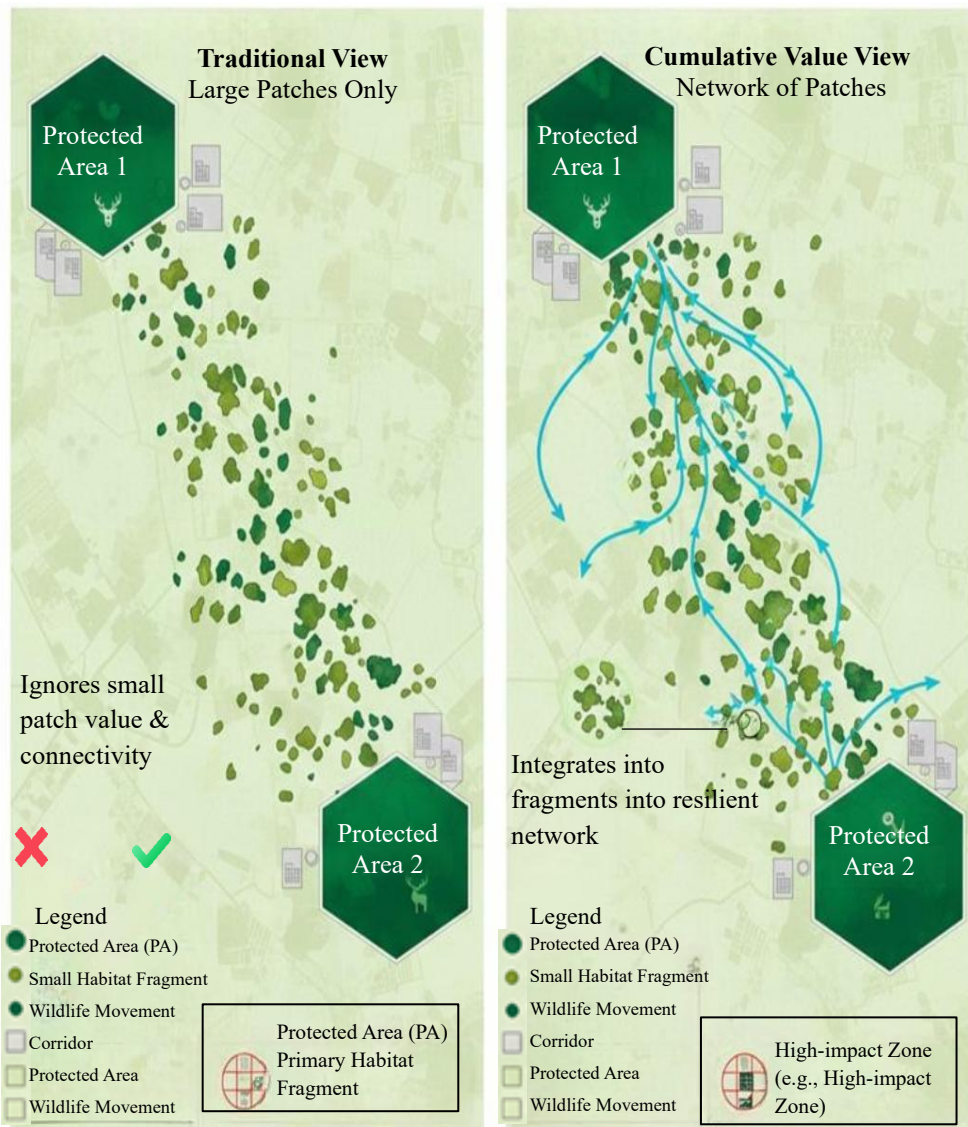 Traditional View
Large Patches Only
Protected
Area 1
Ignores small
patch value &
connectivity
Protected
Area 2
Legend
Protected Area (PA)
Small Habitat Fragment
Wildlife Movement
Corridor
Protected Area
Wildlife Movement
Protected Area (PA)
Primary Habitat
Fragment
Cumulative Value View
Network of Patches
Protected
Area 1
Integrates into
fragments into resilient
network
Protected
Area 2
Legend
Protected Area (PA)
Small Habitat Fragment
Wildlife Movement
Corridor
Protected Area
Wildlife Movement
High-impact Zone
(e.g., High-impact
Zone)